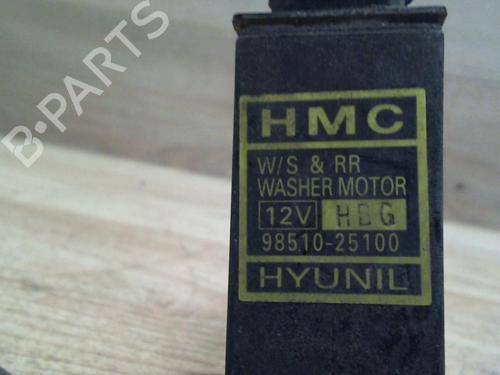 B-PARTS
HMC
W/S & RR
WASHER MOTOR
12V HBG
98510-25100
HYUNIL